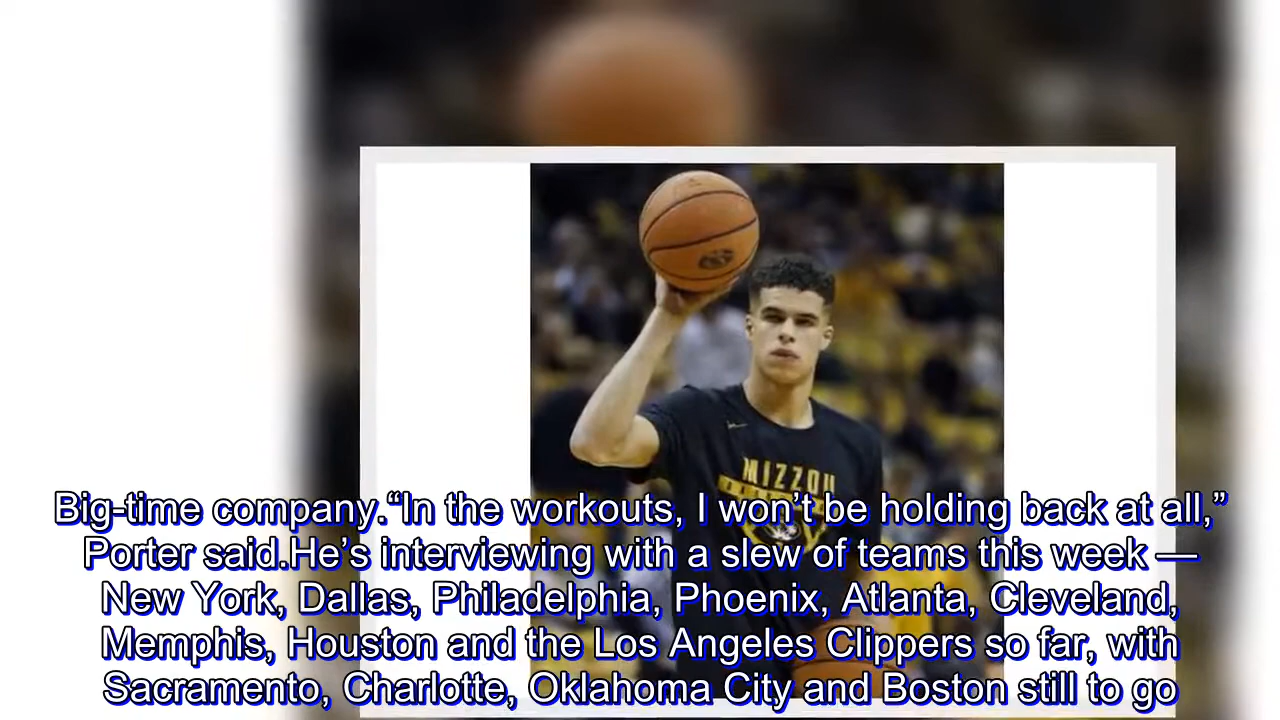 MIZZOU
Big-time company.“In the workouts, I won’t be holding back at all,”
Porter said.He’s interviewing with a slew of teams this week —
New York, Dallas, Philadelphia, Phoenix, Atlanta, Cleveland,
Memphis, Houston and the Los Angeles Clippers so far, with
Sacramento, Charlotte, Oklahoma City and Boston still to go